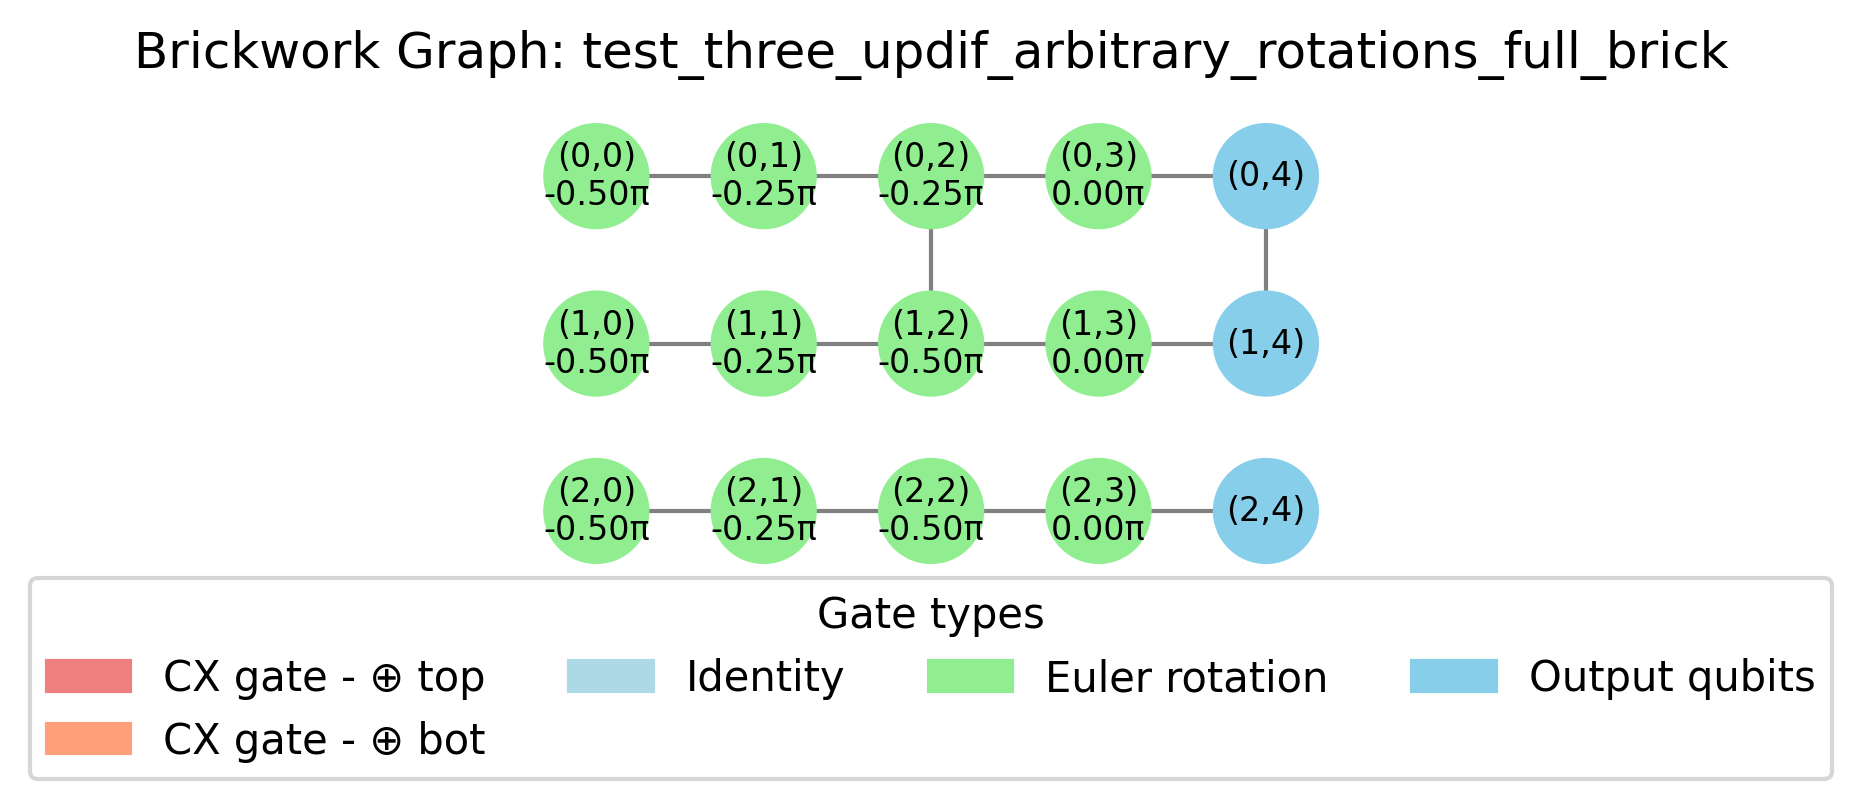 Brickwork Graph: test_three_updif_arbitrary_rotations_full_brick
(0,0)
-0.50π
(0,1)
-0.25π
(0,2)
-0.25π
(0,3)
0.00π
(0,4)
(1,0)
-0.50π
(1,1)
-0.25π
(1,2)
-0.50π
(1,3)
0.00π
(1,4)
(2,0)
-0.50π
(2,1)
-0.25π
(2,2)
-0.50π
(2,3)
0.00π
(2,4)
Gate types
CX gate - ⊕ top
CX gate - ⊕ bot
Identity
Euler rotation
Output qubits